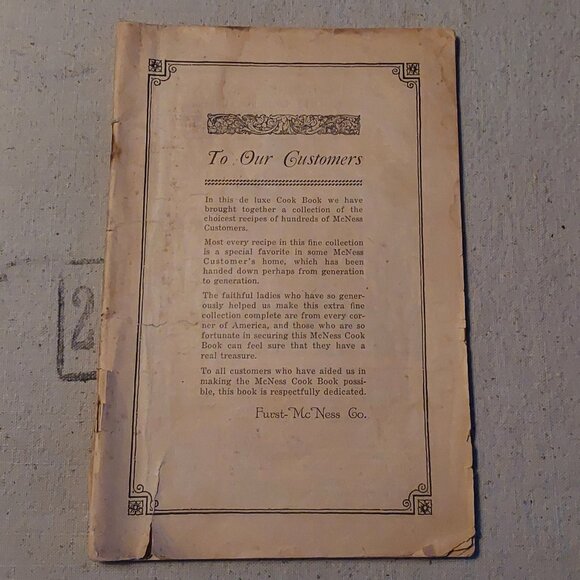 To Our Customers
In this de luxe Cook Book we have
brought together a collection of the
choicest recipes of hundreds of McNess
Customers.
Most every recipe in this fine collection
is a special favorite in some McNess
Customer's home, which has been
handed down perhaps from generation
to generation.
The faithful ladies who have so gener-
ously helped us make this extra fine
collection complete are from every cor-
ner of America, and those who are so
fortunate in securing this McNess Cook
Book can feel sure that they have a
real treasure.
To all customers who have aided us in
making the McNess Cook Book possi-
ble, this book is respectfully dedicated.
Furst-McNess Co.
2